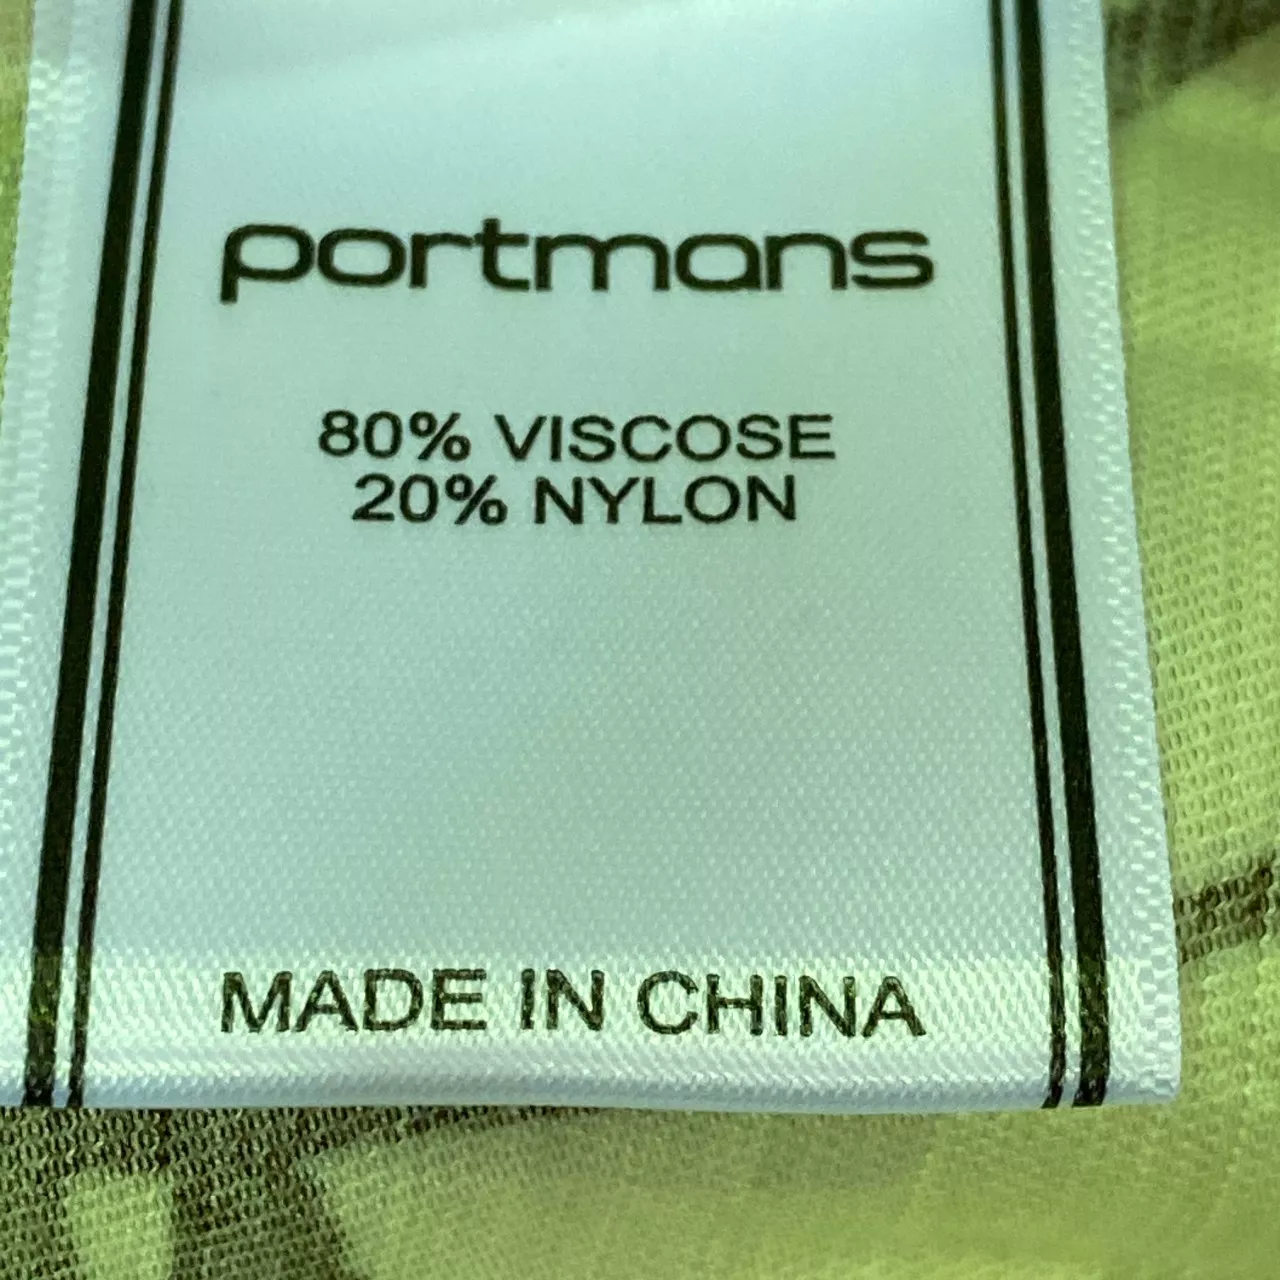 portmans
80% VISCOSE
20% NYLON
MADE IN CHINA